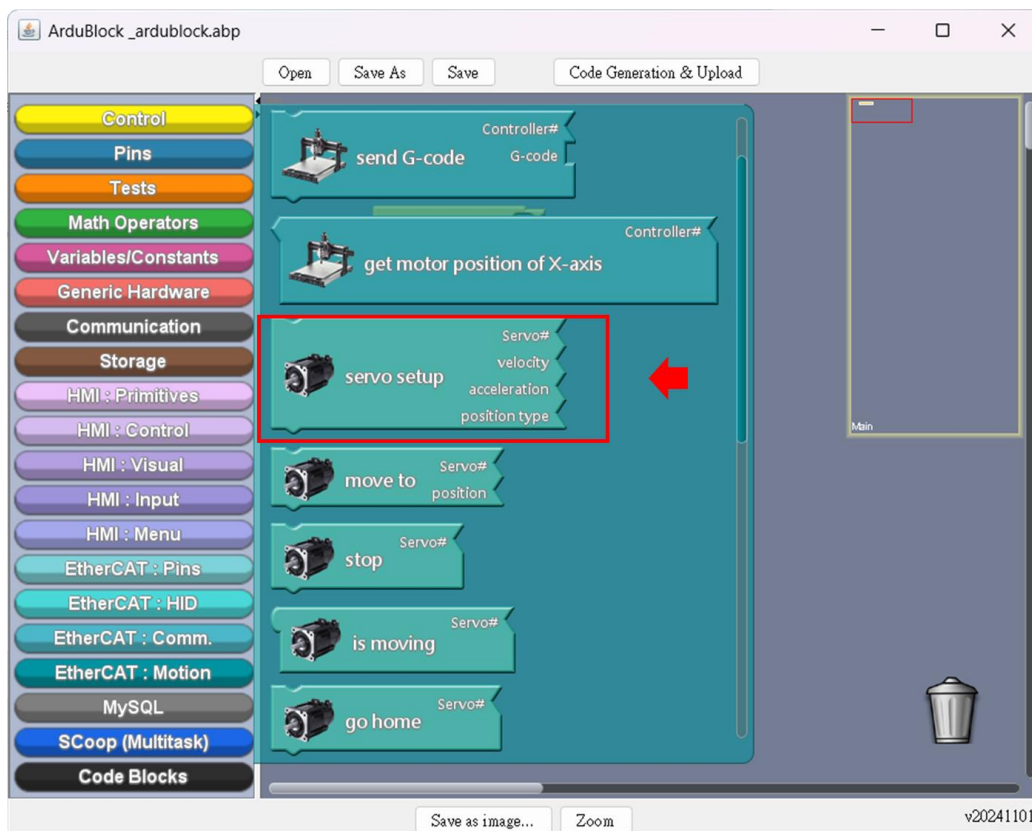 ArduBlock _ardublock.abp
Open Save As Save Code Generation & Upload
Control
Pins
Tests
Math Operators
Variables/Constants
Generic Hardware
Communication
Storage
HMI : Primitives
HMI : Control
HMI : Visual
HMI : Input
HMI : Menu
EtherCAT : Pins
EtherCAT : HID
EtherCAT : Comm.
EtherCAT : Motion
MySQL
SCoop (Multitask)
Code Blocks
Controller#
send G-code G-code
Controller#
get motor position of X-axis
Servo#
velocity
servo setup
acceleration
position type
Servo#
move to
position
Servo#
stop
Servo#
is moving
Servo#
go home
Main
Save as image... Zoom
v20241101